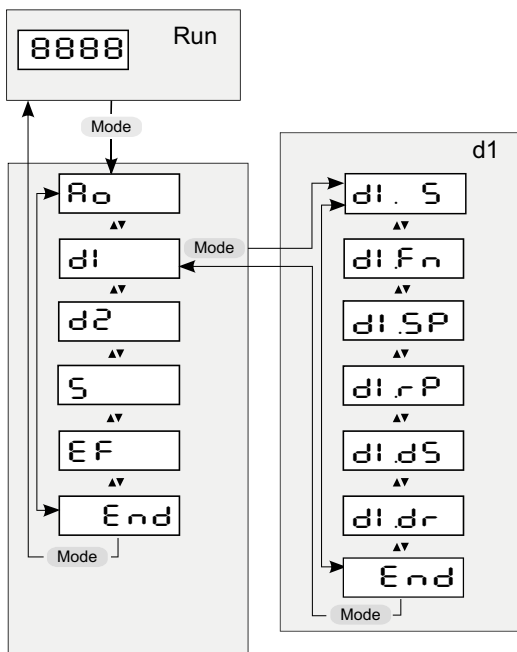 8888
Run
Mode
Ao
d1
d2
S
EF
End
Mode
Mode
d1
d1. S
d1.Fn
d1.SP
d1.rP
d1.dS
d1.dr
End
Mode